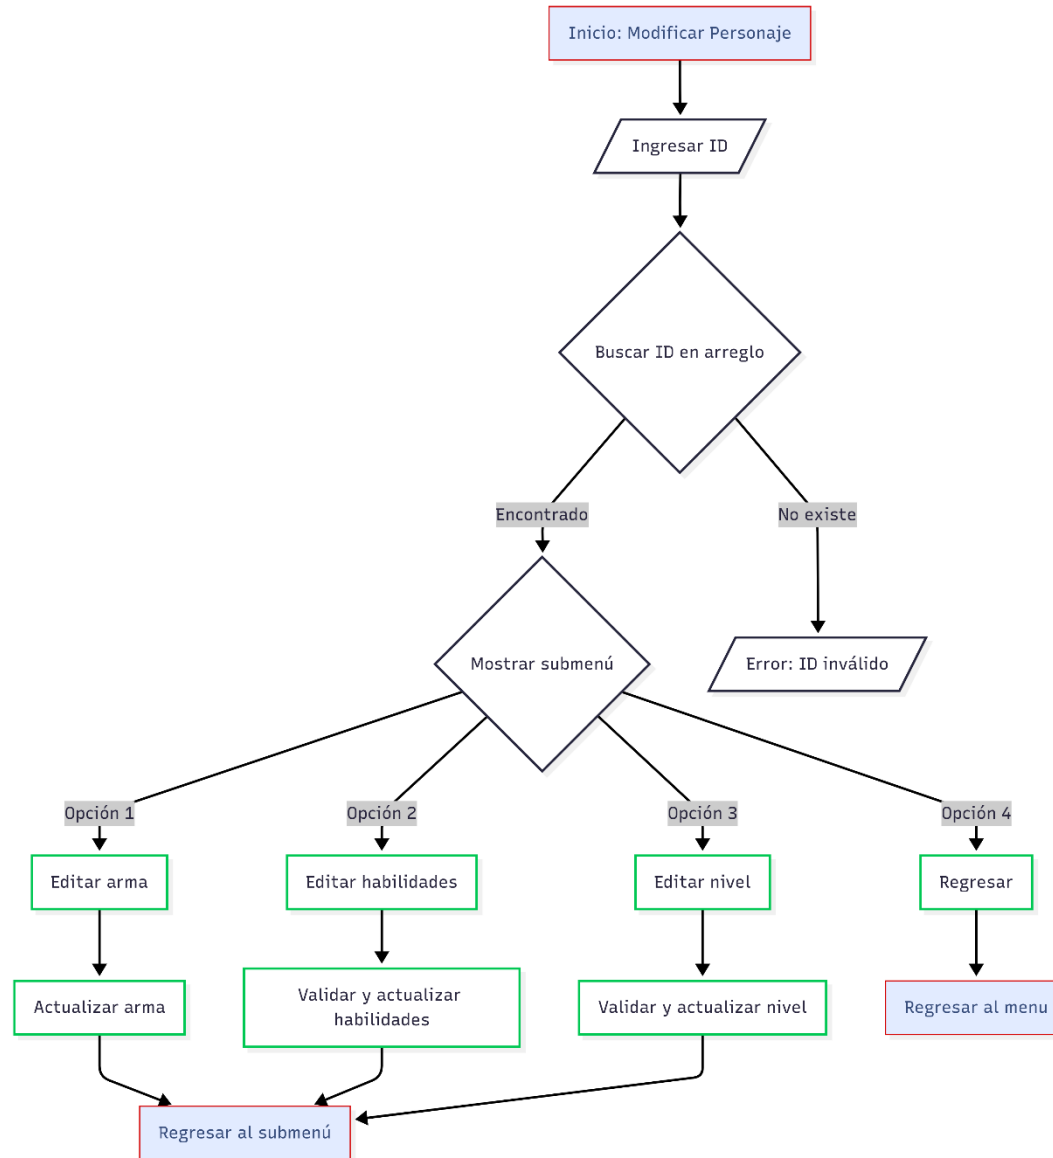 Inicio: Modificar Personaje
Ingresar ID
Buscar ID en arreglo
Encontrado
No existe
Mostrar submenú
Error: ID inválido
Opción 1
Opción 2
Opción 3
Opción 4
Editar arma
Editar habilidades
Editar nivel
Regresar
Actualizar arma
Validar y actualizar
habilidades
Validar y actualizar nivel
Regresar al menu
Regresar al submenú